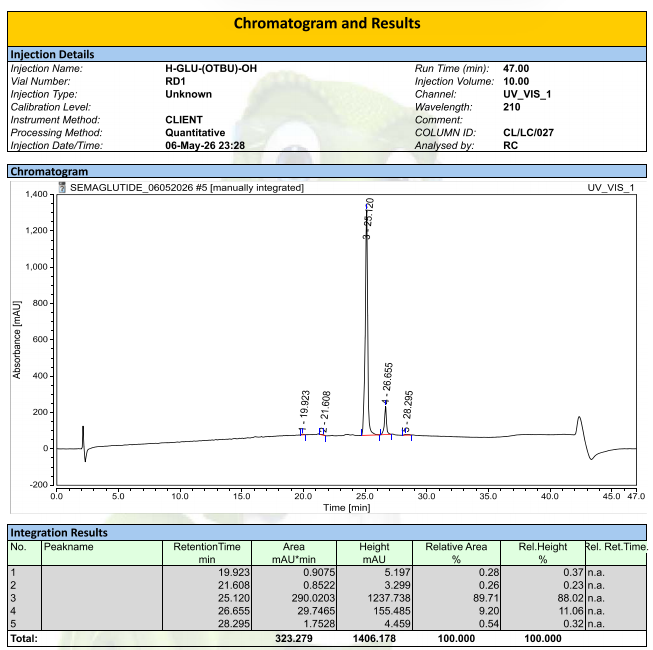 Chromatogram and Results
Injection Details
Injection Name: H-GLU-(OTBU)-OH Run Time (min): 47.00
Vial Number: RD1 Injection Volume: 10.00
Injection Type: Unknown Channel: UV_VIS_1
Calibration Level: Wavelength: 210
Instrument Method: CLIENT Comment:
Processing Method: Quantitative COLUMN ID: CL/LC/027
Injection Date/Time: 06-May-26 23:28 Analysed by: RC
Chromatogram
SEMAGLUTIDE_06052026 #5 [manually integrated] UV_VIS_1
1,400
1,200
1,000
800
600
400
200
0
-200
Absorbance [mAU]
1 - 19.923
2 - 21.608
3 - 25.120
4 - 26.655
5 - 28.295
0.0 5.0 10.0 15.0 20.0 25.0 30.0 35.0 40.0 45.0 47.0
Time [min]
Integration Results
No. Peakname RetentionTime Area Height Relative Area Rel.Height Rel. Ret.Time.
min mAU*min mAU % %
1 19.923 0.9075 5.197 0.28 0.37 n.a.
2 21.608 0.8522 3.299 0.26 0.23 n.a.
3 25.120 290.0203 1237.738 89.71 88.02 n.a.
4 26.655 29.7465 155.485 9.20 11.06 n.a.
5 28.295 1.7528 4.459 0.54 0.32 n.a.
Total: 323.279 1406.178 100.000 100.000